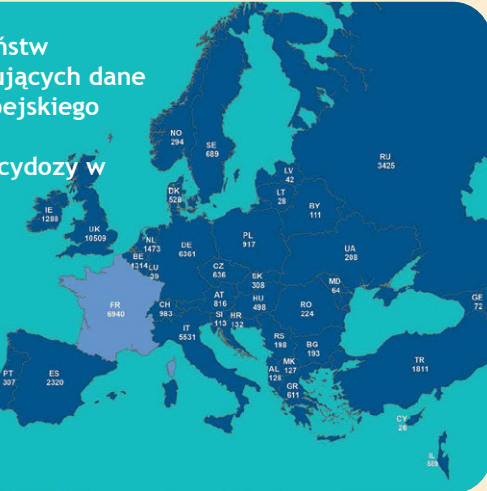 ństw
ujących dane
pejskiego
cydozy w
NO
294
SE
689
RU
3425
LV
42
LT
28
DK
528
BY
111
IE
1288
UK
10509
NL
1473
DE
6361
PL
917
BE
1314
LU
39
UA
208
CZ
636
SK
308
MD
64
FR
6940
CH
983
AT
816
HU
498
RO
224
GE
72
SI
113
HR
132
IT
5531
RS
198
BG
193
PT
307
ES
2320
AL
128
MK
127
TR
1811
GR
611
CY
26
IL